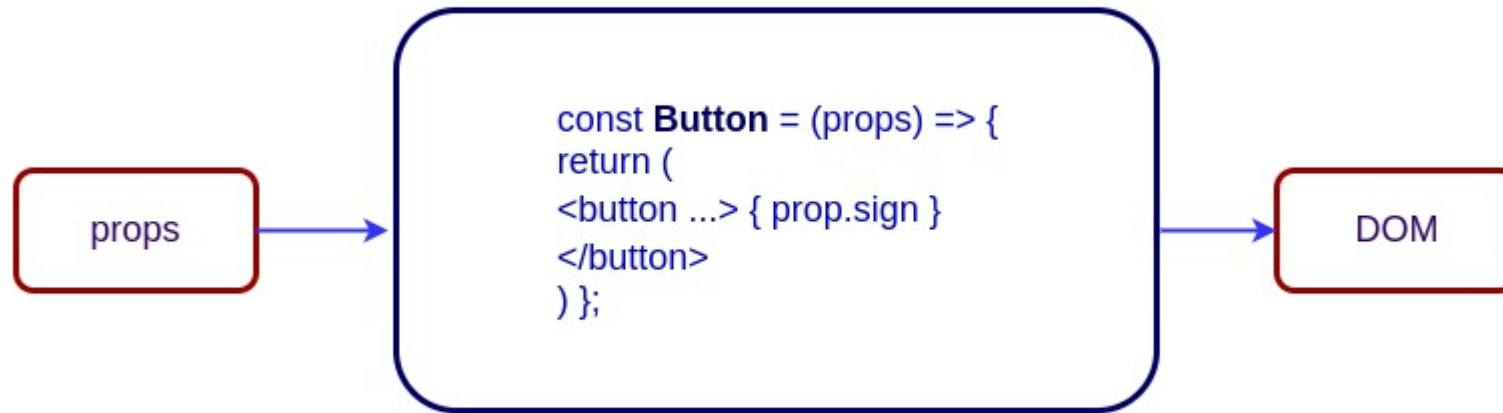 props
const Button = (props) => {
return (
<button ...> { prop.sign }
</button>
) };
DOM